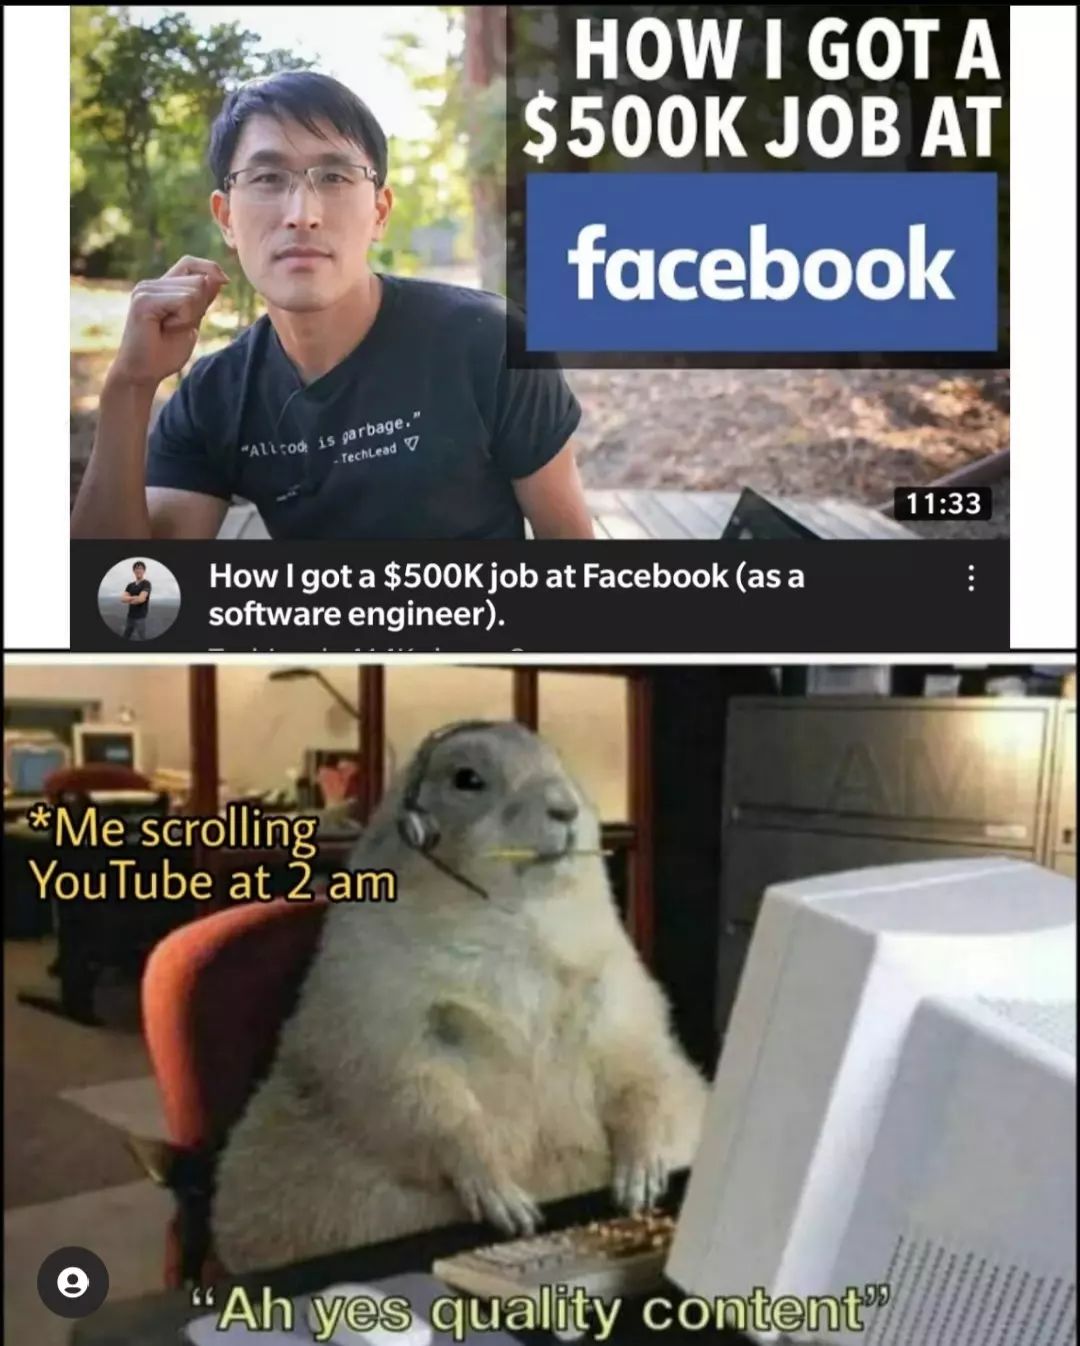 HOW I GOT A
$500K JOB AT
facebook
"All code is garbage."
- TechLead
11:33
How I got a $500K job at Facebook (as a
software engineer).
*Me scrolling
YouTube at 2 am
"Ah yes quality content"